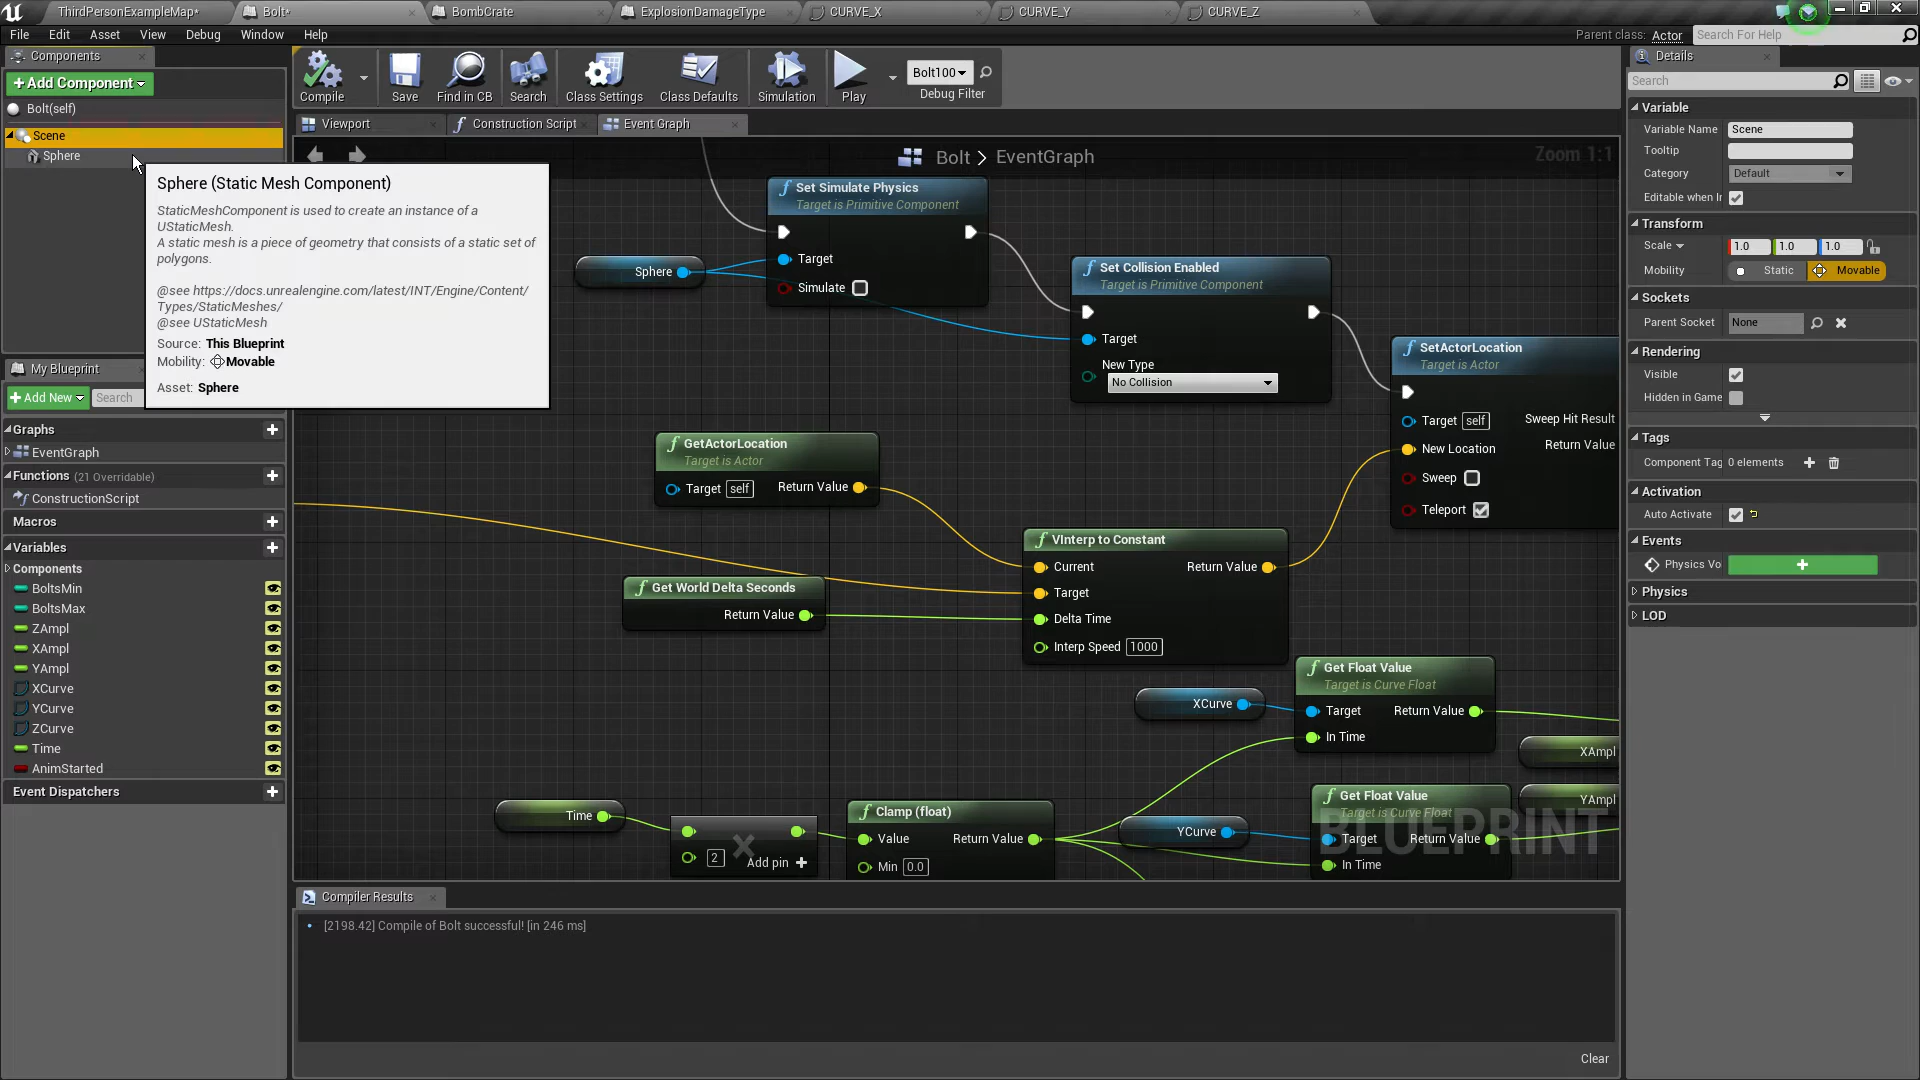 ThirdPersonExampleMap*
Bolt*
BombCrate
ExplosionDamageType
CURVE_X
CURVE_Y
CURVE_Z
File Edit Asset View Debug Window Help
Parent class: Actor
Search For Help
Components
+Add Component
Bolt(self)
Scene
Sphere
Compile
Save
Find in CB
Search
Class Settings
Class Defaults
Simulation
Play
Bolt100
Debug Filter
Viewport
Construction Script
Event Graph
Bolt > EventGraph
Zoom 1:1
Sphere (Static Mesh Component)
StaticMeshComponent is used to create an instance of a
UStaticMesh.
A static mesh is a piece of geometry that consists of a static set of
polygons.
@see https://docs.unrealengine.com/latest/INT/Engine/Content/
Types/StaticMeshes/
@see UStaticMesh
Source: This Blueprint
Mobility: Movable
Asset: Sphere
My Blueprint
+Add New
Search
Graphs
EventGraph
Functions (21 Overridable)
ConstructionScript
Macros
Variables
Components
BoltsMin
BoltsMax
ZAmpl
XAmpl
YAmpl
XCurve
YCurve
ZCurve
Time
AnimStarted
Event Dispatchers
Set Simulate Physics
Target is Primitive Component
Target
Simulate
Sphere
Set Collision Enabled
Target is Primitive Component
Target
New Type
No Collision
SetActorLocation
Target is Actor
Target self
Sweep Hit Result
Return Value
New Location
Sweep
Teleport
GetActorLocation
Target is Actor
Target self
Return Value
VInterp to Constant
Current
Return Value
Target
Delta Time
Interp Speed 1000
Get World Delta Seconds
Return Value
XCurve
Get Float Value
Target is Curve Float
Target
Return Value
In Time
XAmpl
YAmpl
Time
2
Add pin +
Clamp (float)
Value
Return Value
Min 0.0
YCurve
Get Float Value
Target is Curve Float
Target
Return Value
In Time
BLUEPRINT
Compiler Results
[2198.42] Compile of Bolt successful! [in 246 ms]
Clear
Details
Search
Variable
Variable Name Scene
Tooltip
Category Default
Editable when Ir
Transform
Scale 1.0 1.0 1.0
Mobility Static Movable
Sockets
Parent Socket None
Rendering
Visible
Hidden in Game
Tags
Component Tag 0 elements
Activation
Auto Activate
Events
Physics Vo
Physics
LOD